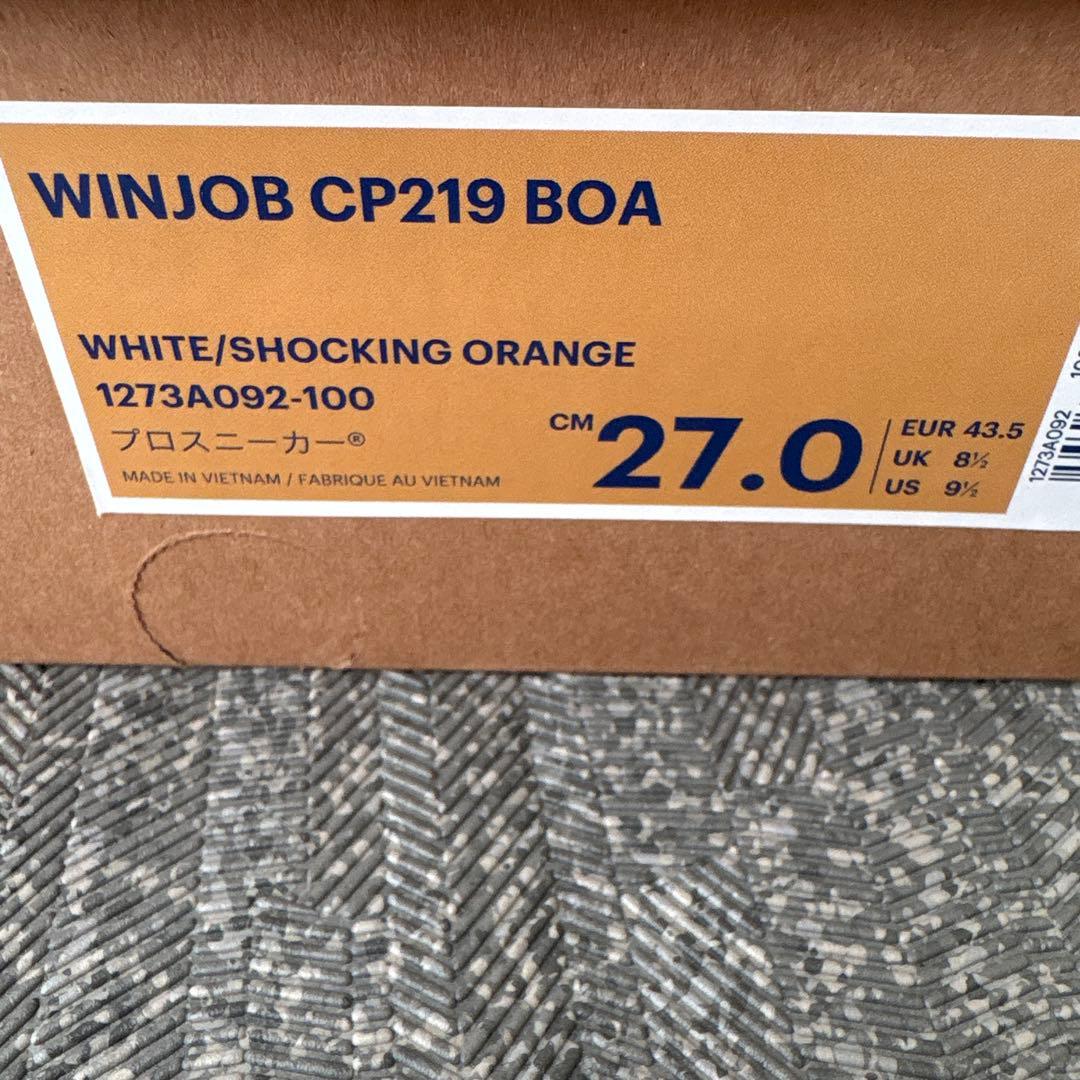 WINJOB CP219 BOA
WHITE/SHOCKING ORANGE
1273A092-100
プロスニーカー®
MADE IN VIETNAM / FABRIQUE AU VIETNAM
CM 27.0
EUR 43.5
UK 8½
US 9½
1273A092